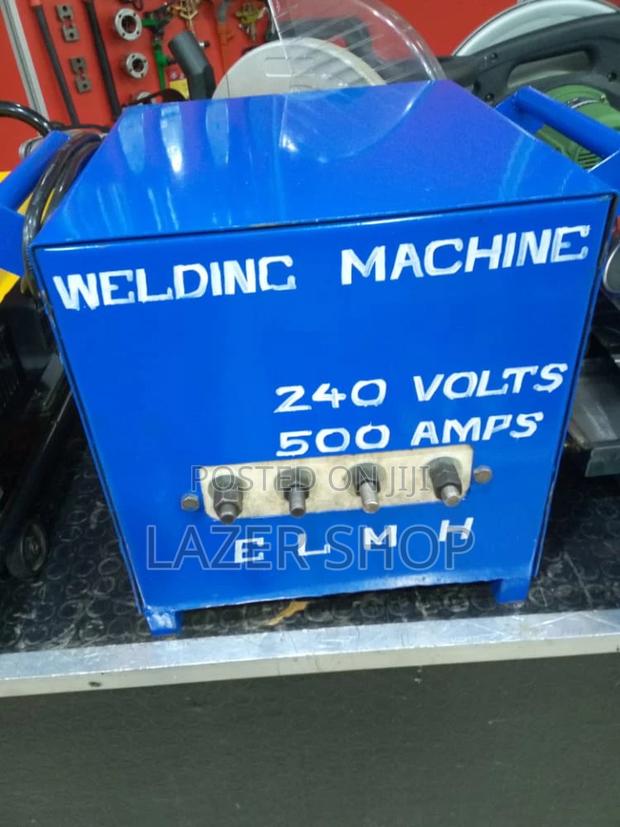 WELDING MACHINE
240 VOLTS
500 AMPS
POSTED ON JIJI
LAZER SHOP
E L M H